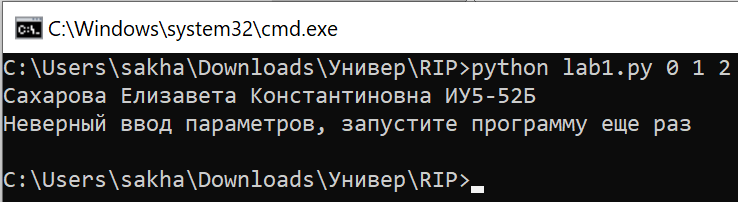 C:\Windows\system32\cmd.exe
C:\Users\sakha\Downloads\Универ\RIP>python lab1.py 0 1 2
Сахарова Елизавета Константиновна ИУ5-52Б
Неверный ввод параметров, запустите программу еще раз
C:\Users\sakha\Downloads\Универ\RIP>